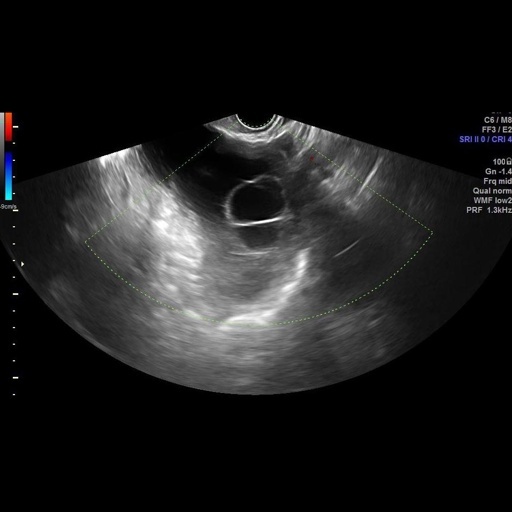 C6 / M8
FF3 / E2
SRI II 0 / CRI 4
100
Gn -1.4
Frq mid
Qual norm
WMF low2
PRF 1.3kHz
-9cm/s